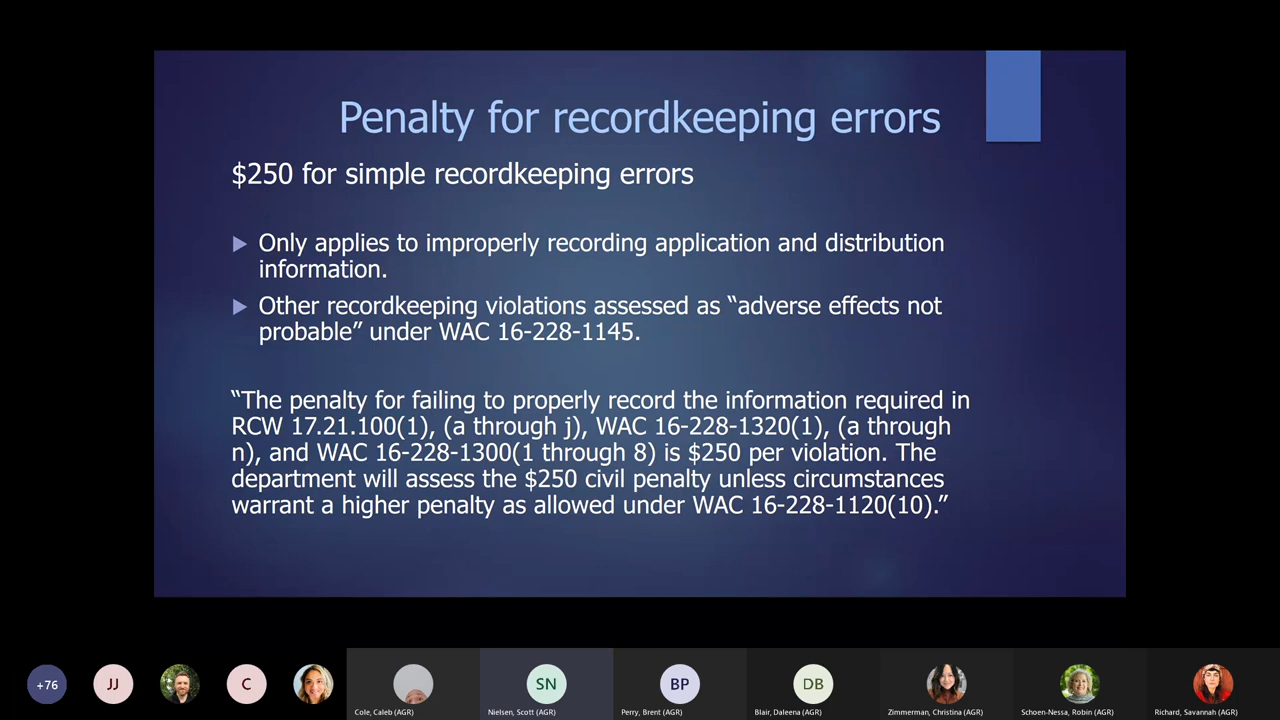 Penalty for recordkeeping errors
$250 for simple recordkeeping errors
Only applies to improperly recording application and distribution
information.
Other recordkeeping violations assessed as “adverse effects not
probable” under WAC 16-228-1145.
“The penalty for failing to properly record the information required in
RCW 17.21.100(1), (a through j), WAC 16-228-1320(1), (a through
n), and WAC 16-228-1300(1 through 8) is $250 per violation. The
department will assess the $250 civil penalty unless circumstances
warrant a higher penalty as allowed under WAC 16-228-1120(10).”
+76
JJ
C
SN
BP
DB
Cole, Caleb (AGR)
Nielsen, Scott (AGR)
Perry, Brent (AGR)
Blair, Daleena (AGR)
Zimmerman, Christina (AGR)
Schoen-Nessa, Robin (AGR)
Richard, Savannah (AGR)